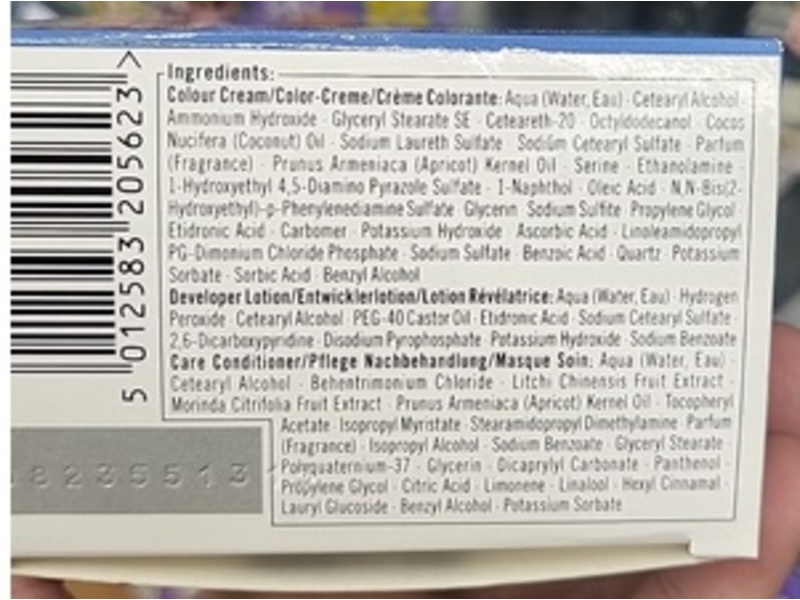 Ingredients:
Colour Cream/Color-Creme/Crème Colorante: Aqua (Water, Eau) · Cetearyl Alcohol ·
Ammonium Hydroxide · Glyceryl Stearate SE · Ceteareth-20 · Octyldodecanol · Cocos
Nucifera (Coconut) Oil · Sodium Laureth Sulfate · Sodium Cetearyl Sulfate · Parfum
(Fragrance) · Prunus Armeniaca (Apricot) Kernel Oil · Serine · Ethanolamine ·
1-Hydroxyethyl 4,5-Diamino Pyrazole Sulfate · 1-Naphthol · Oleic Acid · N,N-Bis(2-
Hydroxyethyl)-p-Phenylenediamine Sulfate · Glycerin · Sodium Sulfite · Propylene Glycol ·
Etidronic Acid · Carbomer · Potassium Hydroxide · Ascorbic Acid · Linoleamidopropyl
PG-Dimonium Chloride Phosphate · Sodium Sulfate · Benzoic Acid · Quartz · Potassium
Sorbate · Sorbic Acid · Benzyl Alcohol
Developer Lotion/Entwicklerlotion/Lotion Révélatrice: Aqua (Water, Eau) · Hydrogen
Peroxide · Cetearyl Alcohol · PEG-40 Castor Oil · Etidronic Acid · Sodium Cetearyl Sulfate ·
2,6-Dicarboxypyridine · Disodium Pyrophosphate · Potassium Hydroxide · Sodium Benzoate
Care Conditioner/Pflege Nachbehandlung/Masque Soin: Aqua (Water, Eau) ·
Cetearyl Alcohol · Behentrimonium Chloride · Litchi Chinensis Fruit Extract ·
Morinda Citrifolia Fruit Extract · Prunus Armeniaca (Apricot) Kernel Oil · Tocopheryl
Acetate · Isopropyl Myristate · Stearamidopropyl Dimethylamine · Parfum
(Fragrance) · Isopropyl Alcohol · Sodium Benzoate · Glyceryl Stearate ·
Polyquaternium-37 · Glycerin · Dicaprylyl Carbonate · Panthenol ·
Propylene Glycol · Citric Acid · Limonene · Linalool · Hexyl Cinnamal ·
Lauryl Glucoside · Benzyl Alcohol · Potassium Sorbate
5 012583 205623 >
8235513